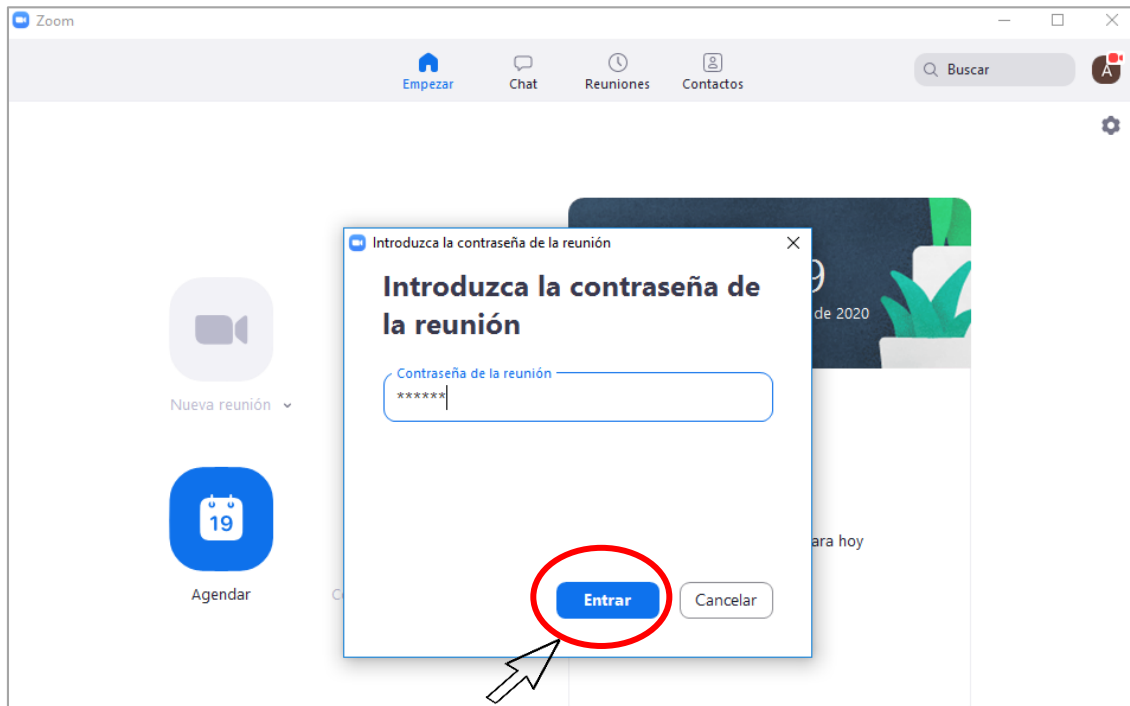 Zoom
Empezar
Chat
Reuniones
Contactos
Buscar
A
Introduzca la contraseña de la reunión
Introduzca la contraseña de
la reunión
9
de 2020
Contraseña de la reunión
******
Nueva reunión
19
ara hoy
Agendar
Entrar
Cancelar